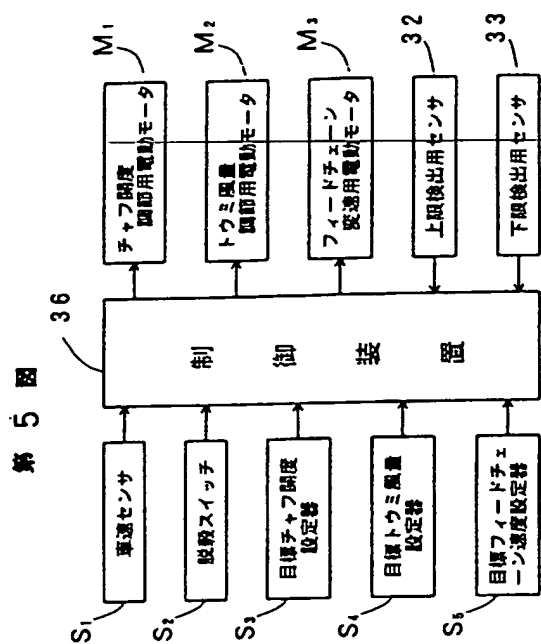 第 5 図
36
制御装置
S1
車速センサ
S2
脱穀スイッチ
S3
目標チャフ開度
設定器
S4
目標トウミ風量
設定器
S5
目標フィードチェ
ーン速度設定器
チャフ開度
調節用電動モータ
M1
トウミ風量
調節用電動モータ
M2
フィードチェーン
変速用電動モータ
M3
上限検出用センサ
32
下限検出用センサ
33